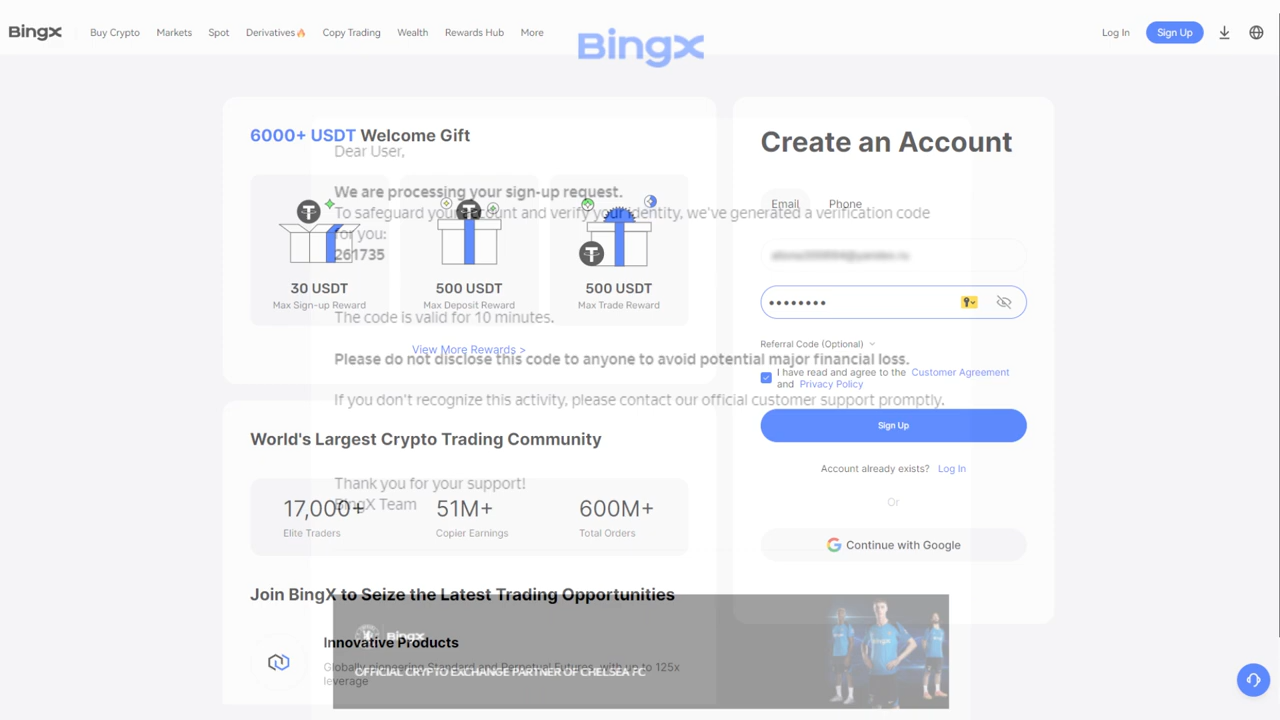 BingX
Buy Crypto
Markets
Spot
Derivatives
Copy Trading
Wealth
Rewards Hub
More
Log In
Sign Up
BingX
6000+ USDT Welcome Gift
30 USDT
Max Sign-up Reward
500 USDT
Max Deposit Reward
500 USDT
Max Trade Reward
View More Rewards >
World's Largest Crypto Trading Community
17,000+
Elite Traders
51M+
Copier Earnings
600M+
Total Orders
Join BingX to Seize the Latest Trading Opportunities
Innovative Products
Globally pioneering Standard and Perpetual Futures, with up to 125x
leverage
Dear User,
We are processing your sign-up request.
To safeguard your account and verify your identity, we've generated a verification code
for you:
261735
The code is valid for 10 minutes.
Please do not disclose this code to anyone to avoid potential major financial loss.
If you don't recognize this activity, please contact our official customer support promptly.
Thank you for your support!
BingX Team
BingX
OFFICIAL CRYPTO EXCHANGE PARTNER OF CHELSEA FC
Create an Account
Email
Phone
Referral Code (Optional)
I have read and agree to the Customer Agreement
and Privacy Policy
Sign Up
Account already exists? Log In
Or
Continue with Google